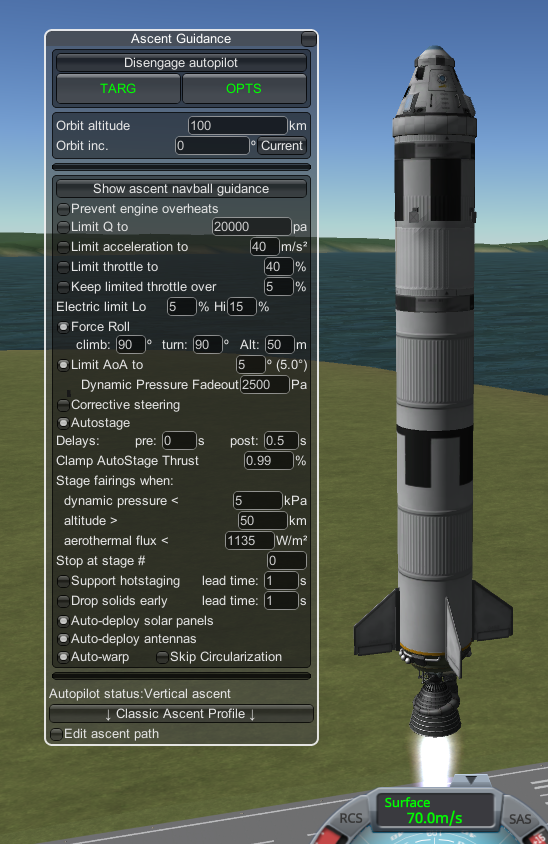 Ascent Guidance
Disengage autopilot
TARG OPTS
Orbit altitude 100 km
Orbit inc. 0 º Current
Show ascent navball guidance
Prevent engine overheats
Limit Q to 20000 pa
Limit acceleration to 40 m/s²
Limit throttle to 40 %
Keep limited throttle over 5 %
Electric limit Lo 5 % Hi 15 %
Force Roll
climb: 90 º turn: 90 º Alt: 50 m
Limit AoA to 5 º (5.0°)
Dynamic Pressure Fadeout 2500 Pa
Corrective steering
Autostage
Delays: pre: 0 s post: 0.5 s
Clamp AutoStage Thrust 0.99 %
Stage fairings when:
dynamic pressure < 5 kPa
altitude > 50 km
aerothermal flux < 1135 W/m²
Stop at stage # 0
Support hotstaging lead time: 1 s
Drop solids early lead time: 1 s
Auto-deploy solar panels
Auto-deploy antennas
Auto-warp Skip Circularization
Autopilot status:Vertical ascent
↓ Classic Ascent Profile ↓
Edit ascent path
Surface
70.0m/s
RCS SAS